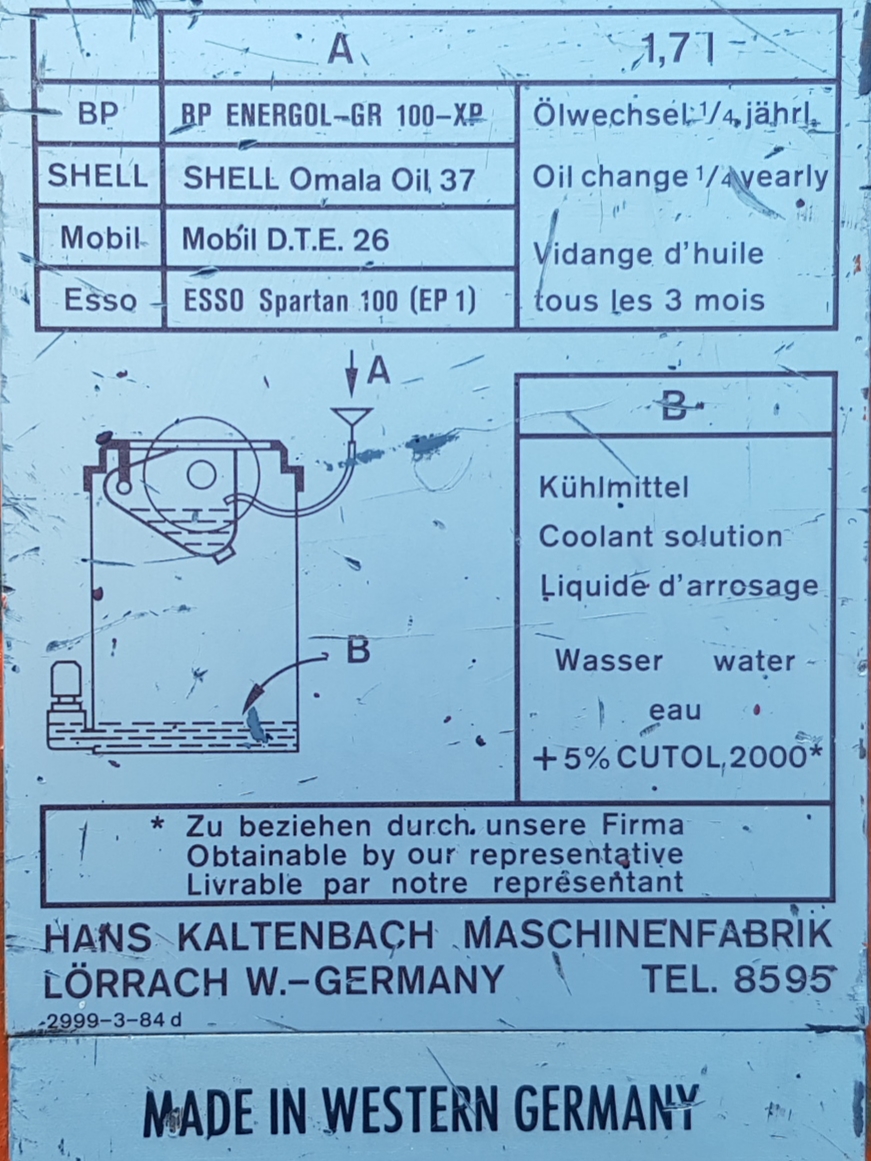 A 1,7 l
BP BP ENERGOL-GR 100-XP Ölwechsel 1/4 jährl.
SHELL SHELL Omala Oil 37 Oil change 1/4 yearly
Mobil Mobil D.T.E. 26 Vidange d'huile
Esso ESSO Spartan 100 (EP 1) tous les 3 mois
A
B
Kühlmittel
Coolant solution
Liquide d'arrosage
B
Wasser water
eau
+5% CUTOL 2000*
* Zu beziehen durch unsere Firma
Obtainable by our representative
Livrable par notre représentant
HANS KALTENBACH MASCHINENFABRIK
LÖRRACH W.-GERMANY TEL. 8595
2999-3-84 d
MADE IN WESTERN GERMANY